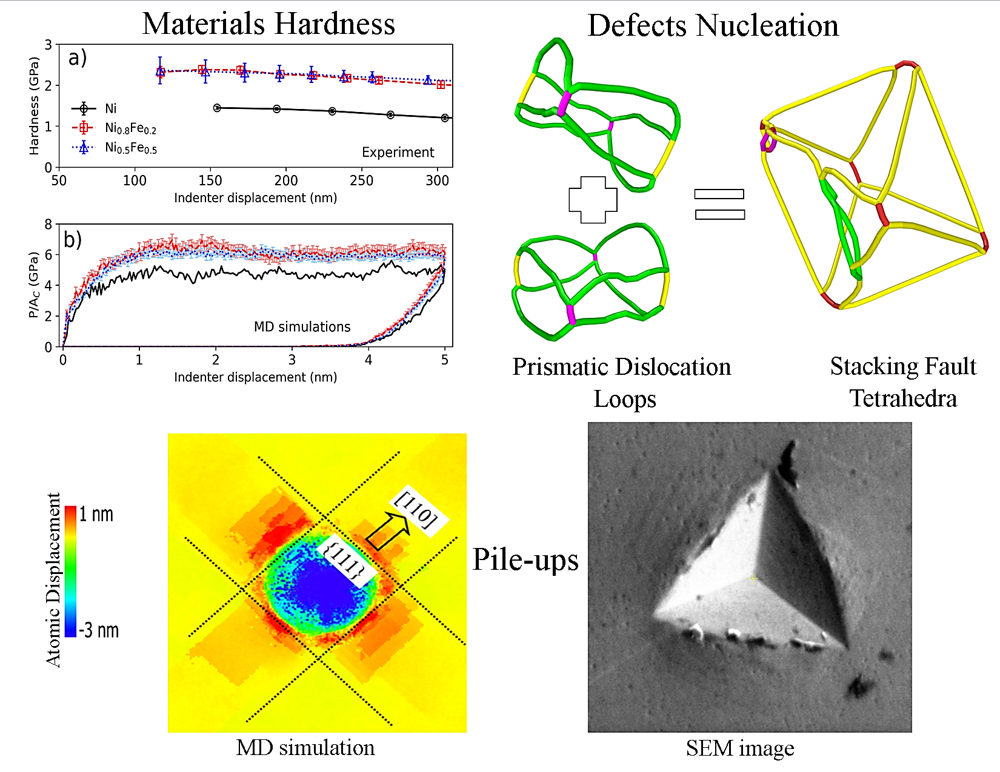 Materials Hardness
Defects Nucleation
a)
Hardness (GPa)
3
2
1
0
Ni
Ni0.8Fe0.2
Ni0.5Fe0.5
Experiment
50 100 150 200 250 300
Indenter displacement (nm)
b)
P/AC (GPa)
8
6
4
2
0
MD simulations
0 1 2 3 4 5
Indenter displacement (nm)
Prismatic Dislocation
Loops
Stacking Fault
Tetrahedra
Atomic Displacement
1 nm
-3 nm
[110]
{111}
Pile-ups
MD simulation
SEM image